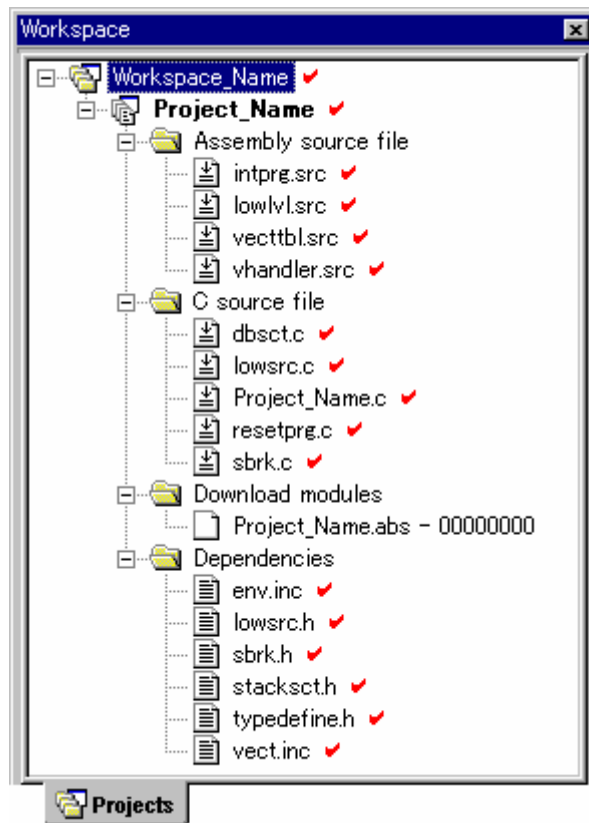 Workspace
Workspace_Name
Project_Name
Assembly source file
intprg.src
lowlvl.src
vecttbl.src
vhandler.src
C source file
dbsct.c
lowsrc.c
Project_Name.c
resetprg.c
sbrk.c
Download modules
Project_Name.abs - 00000000
Dependencies
env.inc
lowsrc.h
sbrk.h
stacksct.h
typedefine.h
vect.inc
Projects